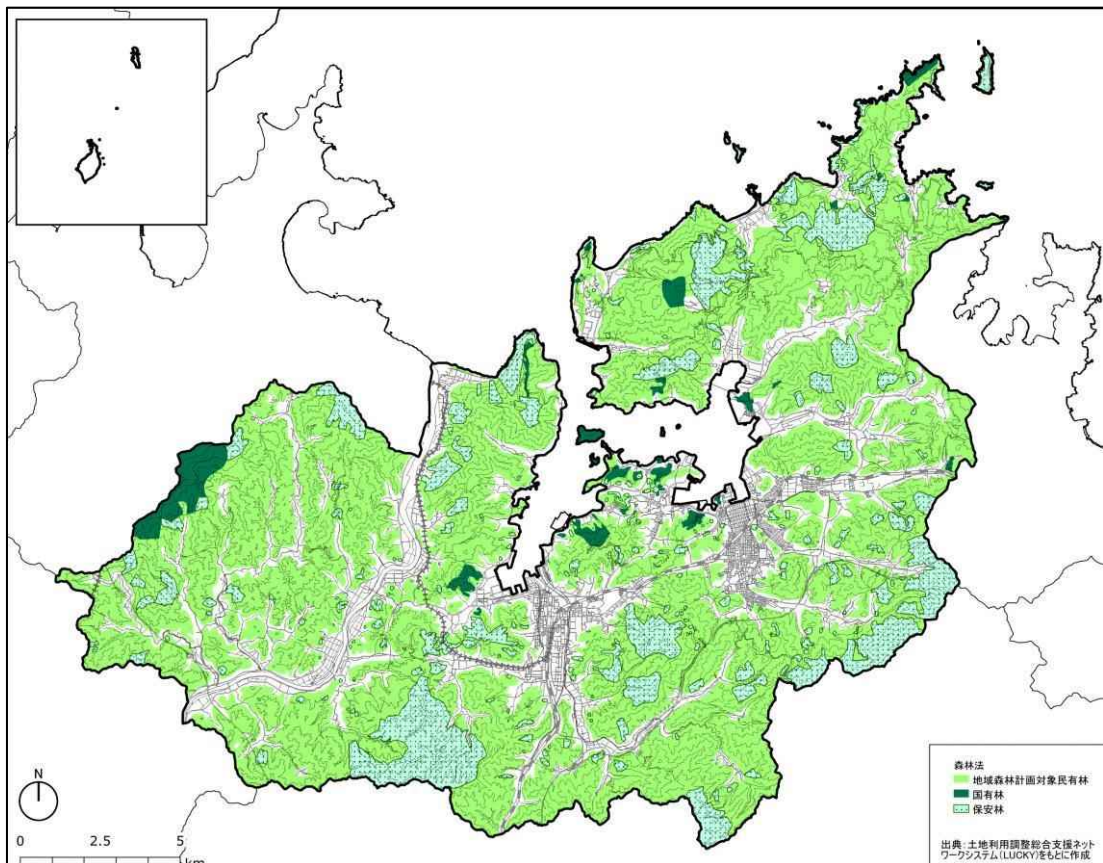 N
0 2.5 5
km
森林法
地域森林計画対象民有林
国有林
保安林
出典：土地利用調整総合支援ネット
ワークシステム（LUCKY）をもとに作成